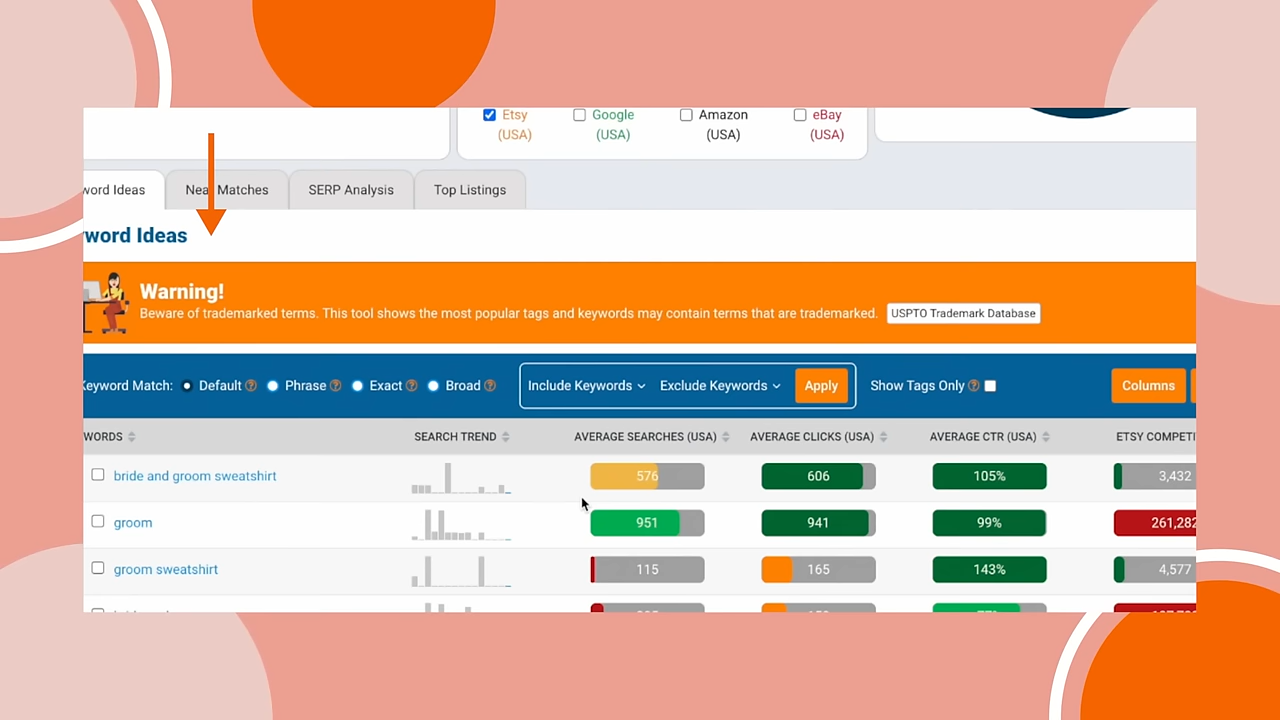 Etsy Google Amazon eBay
(USA) (USA) (USA) (USA)
word Ideas Near Matches SERP Analysis Top Listings
word Ideas
Warning!
Beware of trademarked terms. This tool shows the most popular tags and keywords may contain terms that are trademarked. USPTO Trademark Database
Keyword Match: Default Phrase Exact Broad Include Keywords Exclude Keywords Apply Show Tags Only Columns
WORDS SEARCH TREND AVERAGE SEARCHES (USA) AVERAGE CLICKS (USA) AVERAGE CTR (USA) ETSY COMPETI
bride and groom sweatshirt 576 606 105% 3,432
groom 951 941 99% 261,282
groom sweatshirt 115 165 143% 4,577